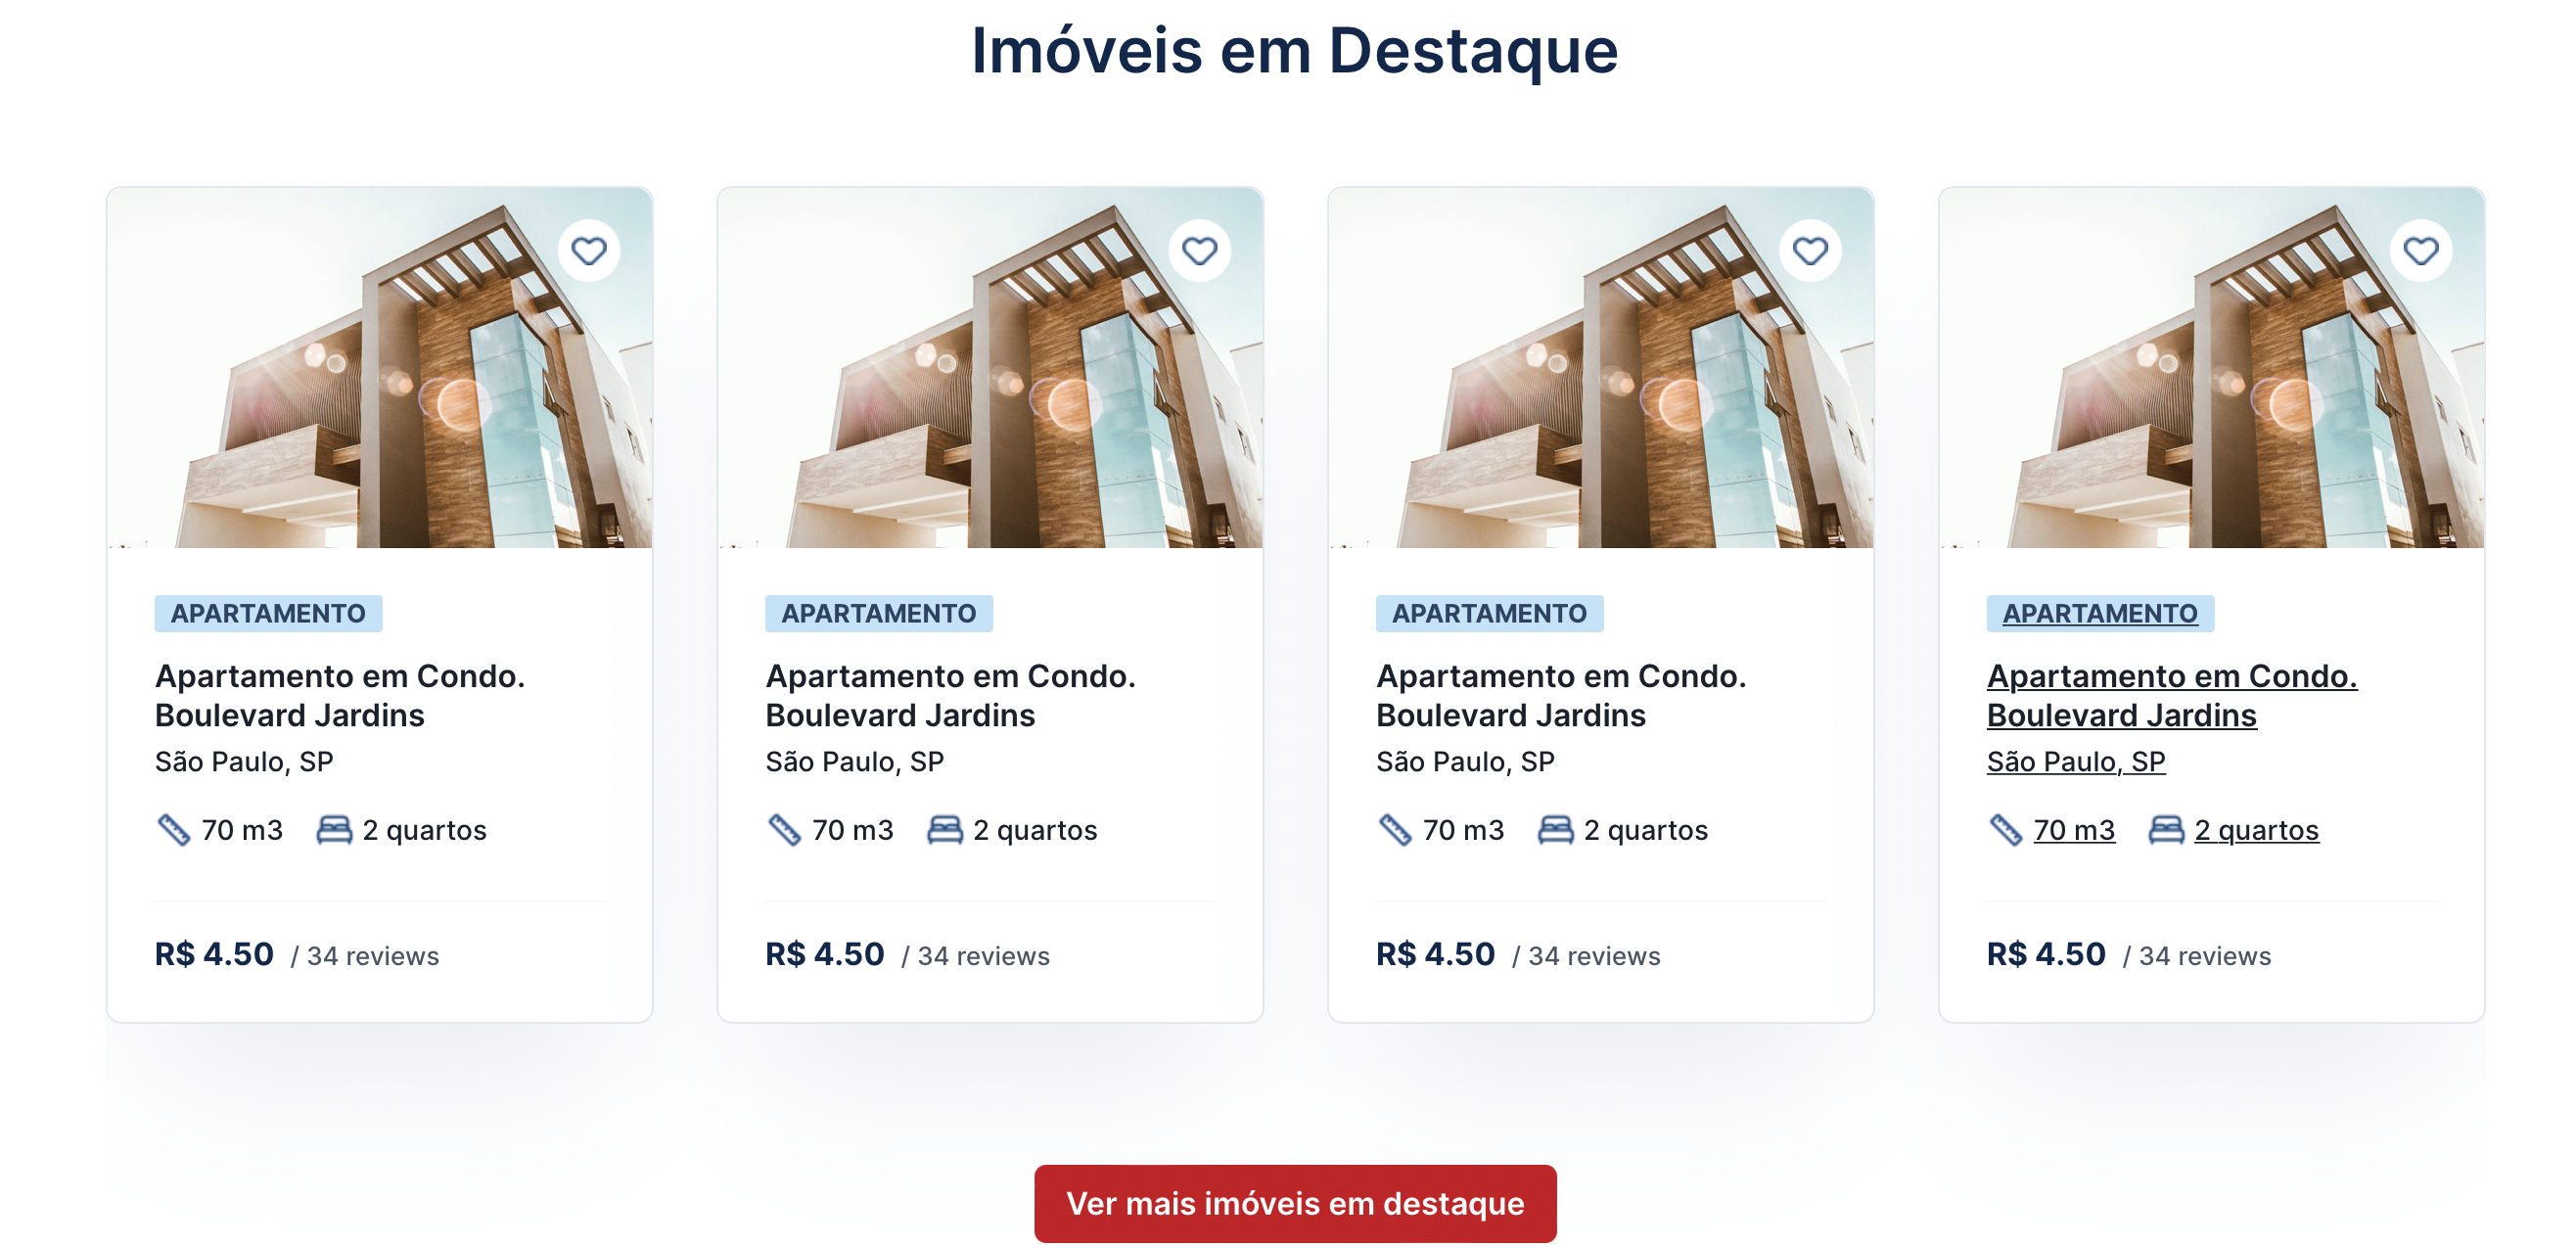 Imóveis em Destaque
APARTAMENTO
Apartamento em Condo.
Boulevard Jardins
São Paulo, SP
70 m3 2 quartos
R$ 4.50 / 34 reviews
APARTAMENTO
Apartamento em Condo.
Boulevard Jardins
São Paulo, SP
70 m3 2 quartos
R$ 4.50 / 34 reviews
APARTAMENTO
Apartamento em Condo.
Boulevard Jardins
São Paulo, SP
70 m3 2 quartos
R$ 4.50 / 34 reviews
APARTAMENTO
Apartamento em Condo.
Boulevard Jardins
São Paulo, SP
70 m3 2 quartos
R$ 4.50 / 34 reviews
Ver mais imóveis em destaque